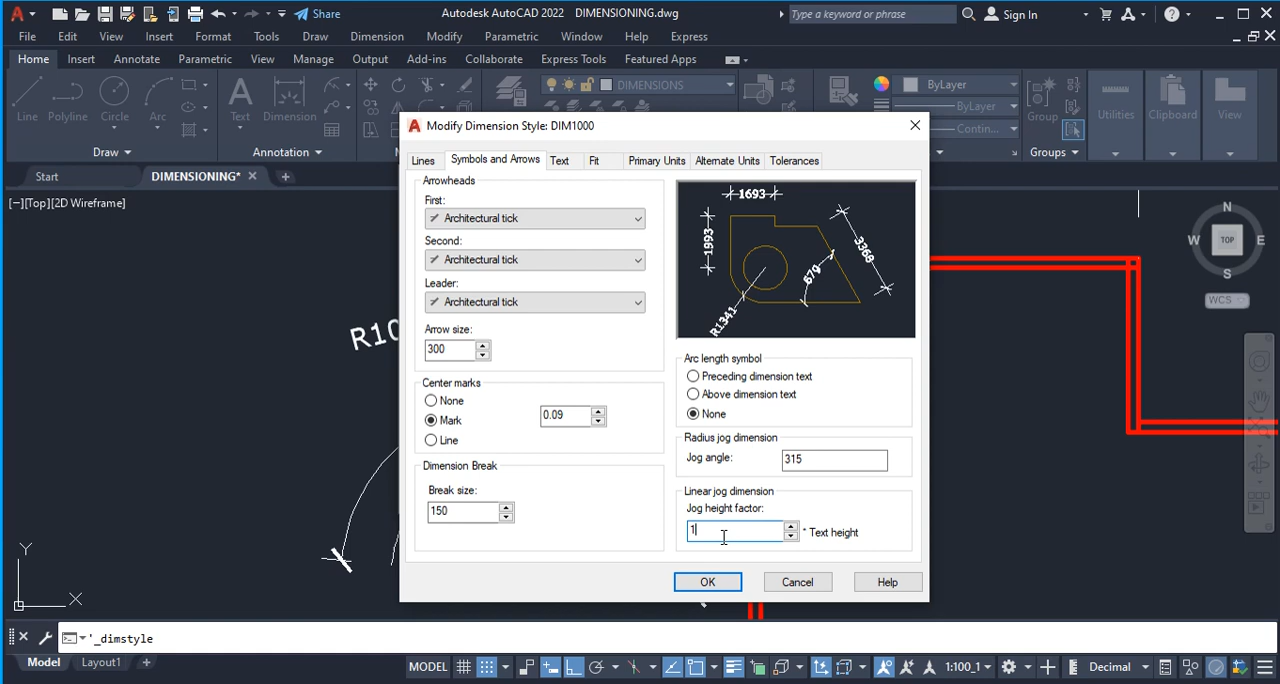 Share
Autodesk AutoCAD 2022 DIMENSIONING.dwg
Type a keyword or phrase
Sign In
File Edit View Insert Format Tools Draw Dimension Modify Parametric Window Help Express
Home Insert Annotate Parametric View Manage Output Add-ins Collaborate Express Tools Featured Apps
DIMENSIONS
ByLayer
ByLayer
Contin...
Line Polyline Circle Arc
Text Dimension
Group
Utilities Clipboard View
Draw
Annotation
Groups
Start
DIMENSIONING*
[−][Top][2D Wireframe]
N
W TOP E
S
WCS
R10
Y
X
Modify Dimension Style: DIM1000
Lines Symbols and Arrows Text Fit Primary Units Alternate Units Tolerances
Arrowheads
First:
Architectural tick
Second:
Architectural tick
Leader:
Architectural tick
Arrow size:
300
Center marks
None
Mark
0.09
Line
Dimension Break
Break size:
150
1693
1993
3368
67g
R1341
Arc length symbol
Preceding dimension text
Above dimension text
None
Radius jog dimension
Jog angle:
315
Linear jog dimension
Jog height factor:
1
* Text height
OK Cancel Help
'_dimstyle
Model Layout1
MODEL
1:100_1
Decimal